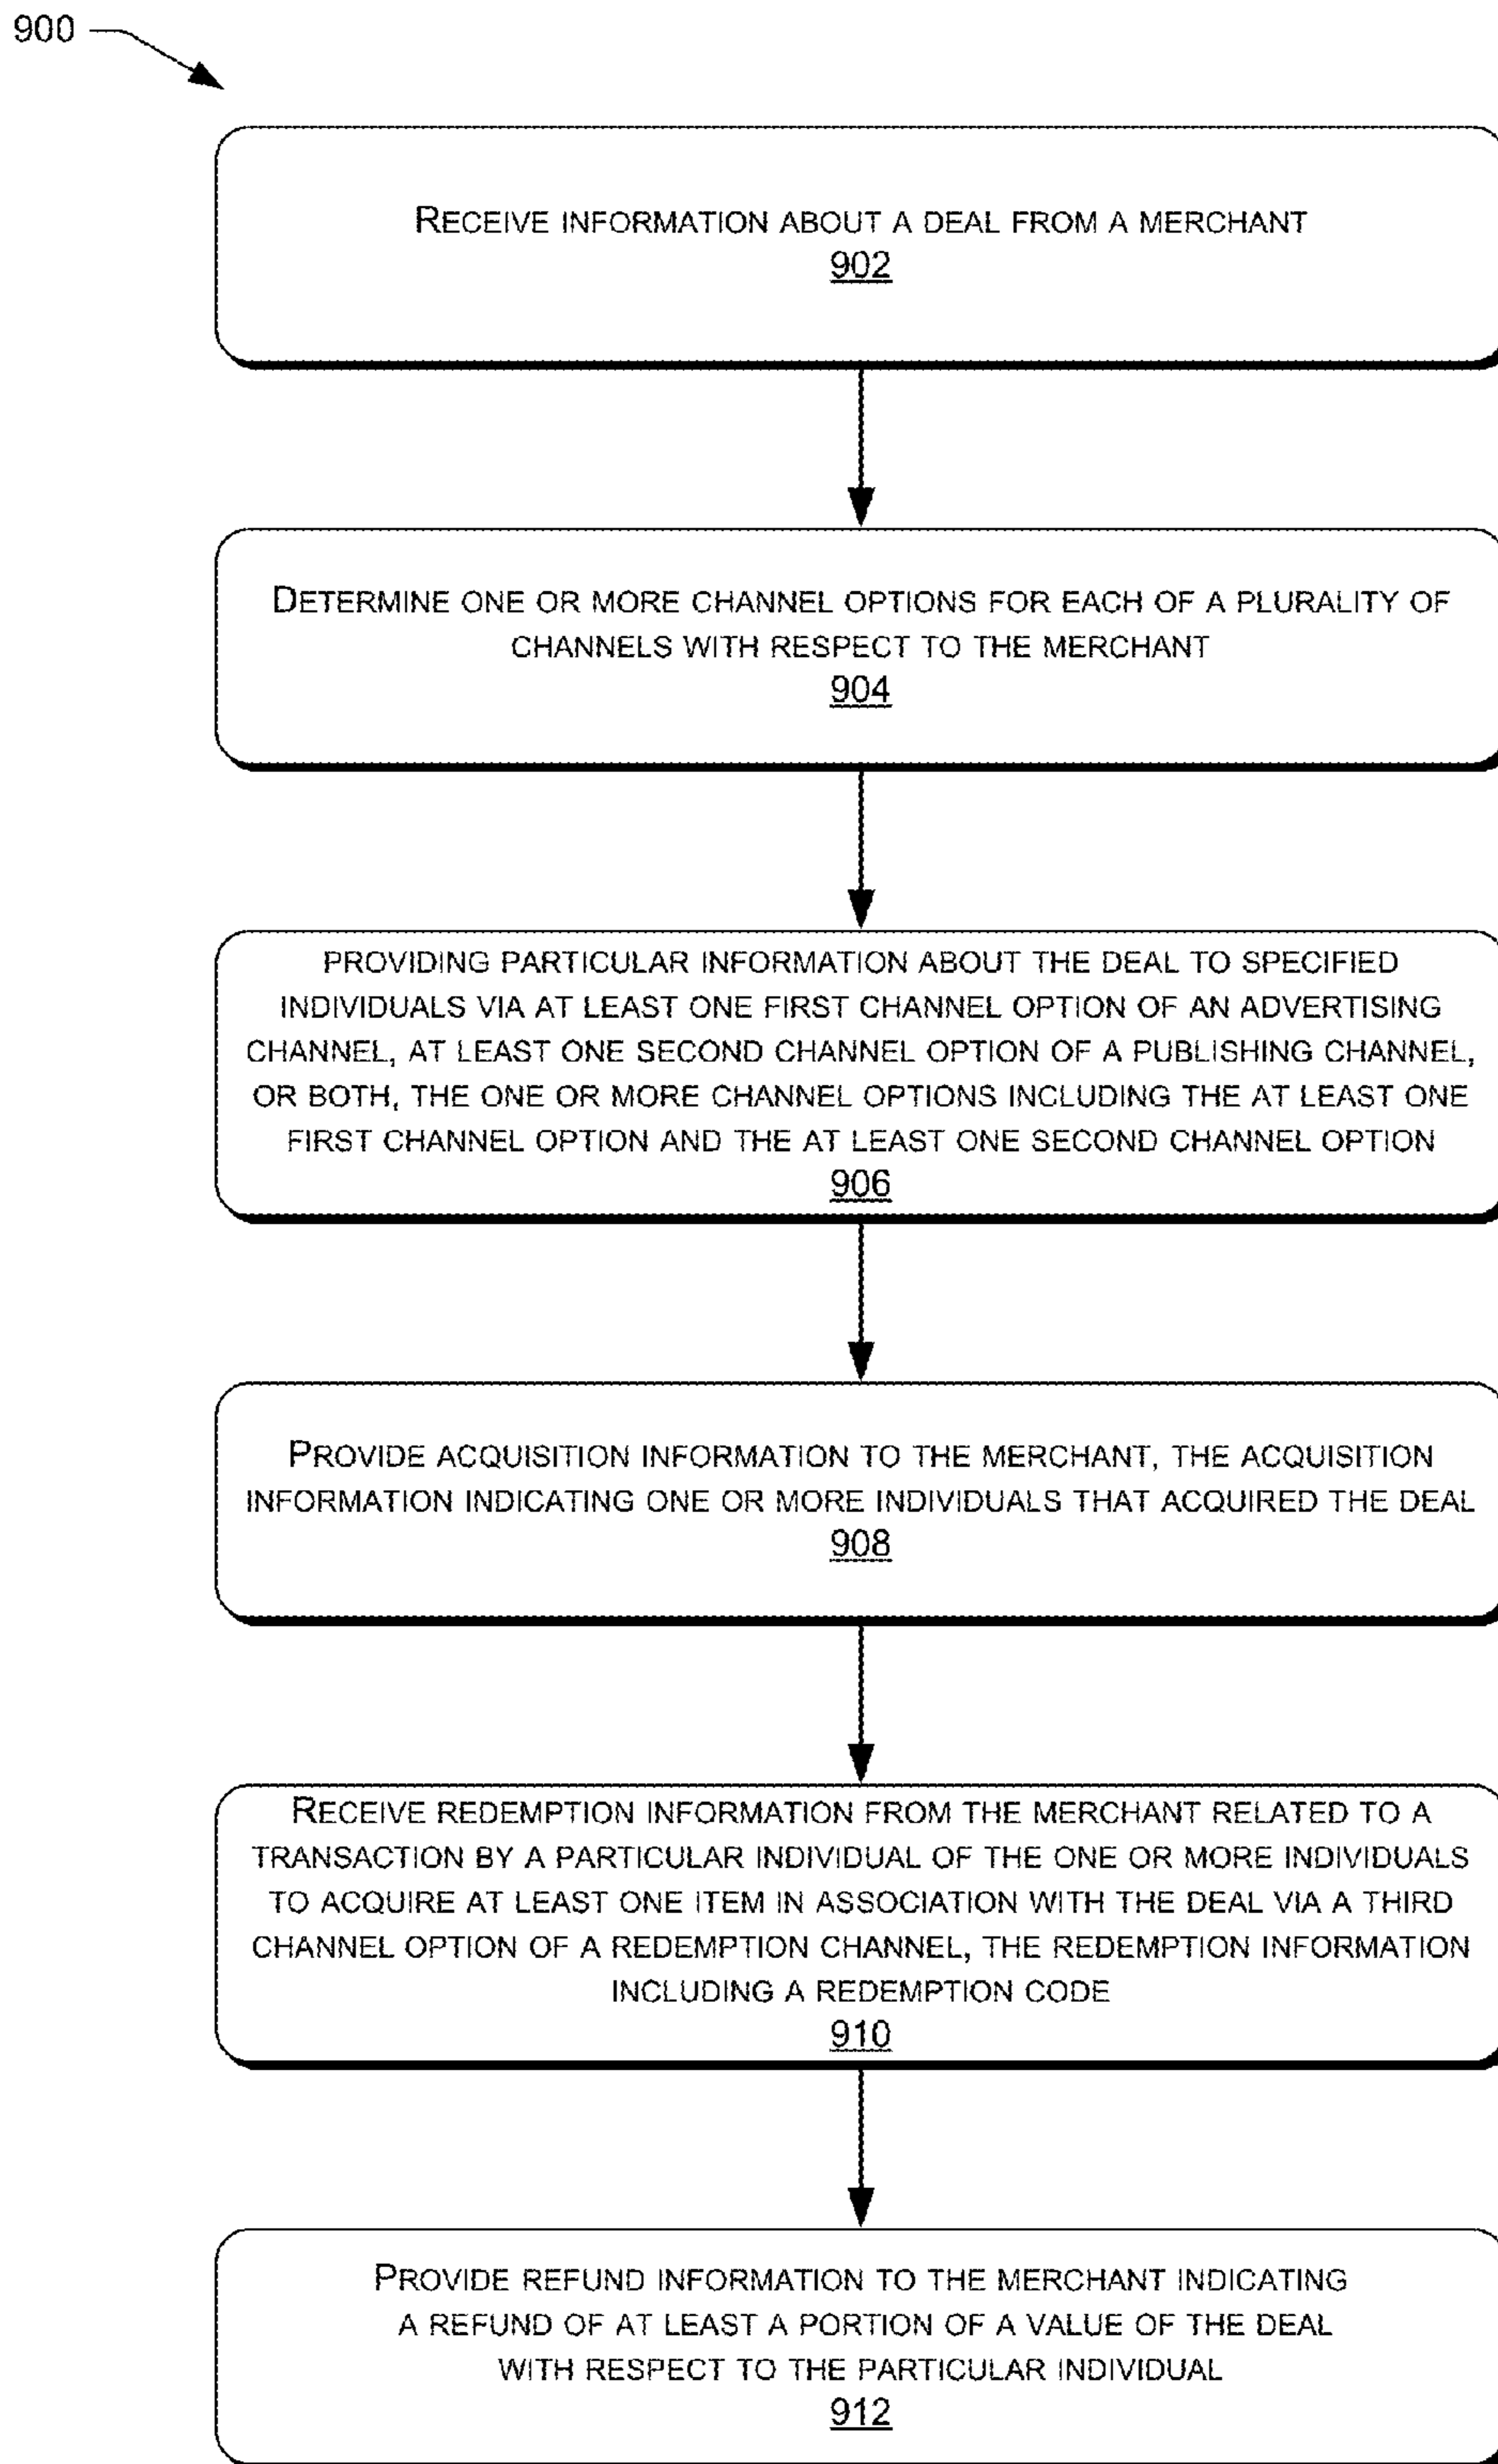 900
RECEIVE INFORMATION ABOUT A DEAL FROM A MERCHANT
902
DETERMINE ONE OR MORE CHANNEL OPTIONS FOR EACH OF A PLURALITY OF
CHANNELS WITH RESPECT TO THE MERCHANT
904
PROVIDING PARTICULAR INFORMATION ABOUT THE DEAL TO SPECIFIED
INDIVIDUALS VIA AT LEAST ONE FIRST CHANNEL OPTION OF AN ADVERTISING
CHANNEL, AT LEAST ONE SECOND CHANNEL OPTION OF A PUBLISHING CHANNEL,
OR BOTH, THE ONE OR MORE CHANNEL OPTIONS INCLUDING THE AT LEAST ONE
FIRST CHANNEL OPTION AND THE AT LEAST ONE SECOND CHANNEL OPTION
906
PROVIDE ACQUISITION INFORMATION TO THE MERCHANT, THE ACQUISITION
INFORMATION INDICATING ONE OR MORE INDIVIDUALS THAT ACQUIRED THE DEAL
908
RECEIVE REDEMPTION INFORMATION FROM THE MERCHANT RELATED TO A
TRANSACTION BY A PARTICULAR INDIVIDUAL OF THE ONE OR MORE INDIVIDUALS
TO ACQUIRE AT LEAST ONE ITEM IN ASSOCIATION WITH THE DEAL VIA A THIRD
CHANNEL OPTION OF A REDEMPTION CHANNEL, THE REDEMPTION INFORMATION
INCLUDING A REDEMPTION CODE
910
PROVIDE REFUND INFORMATION TO THE MERCHANT INDICATING
A REFUND OF AT LEAST A PORTION OF A VALUE OF THE DEAL
WITH RESPECT TO THE PARTICULAR INDIVIDUAL
912